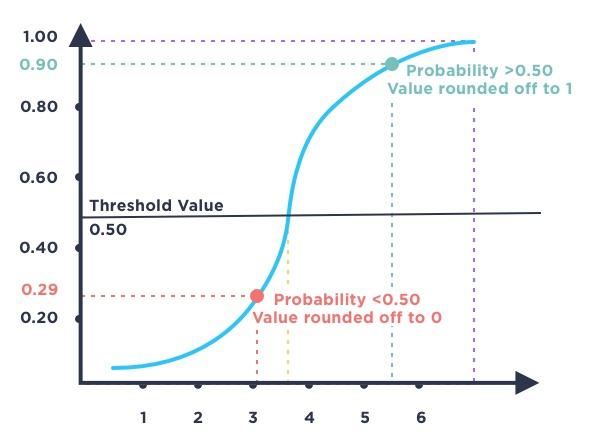 1.00
0.90
Probability >0.50
Value rounded off to 1
0.80
0.60
Threshold Value
0.50
0.40
0.29
Probability <0.50
Value rounded off to 0
0.20
1 2 3 4 5 6